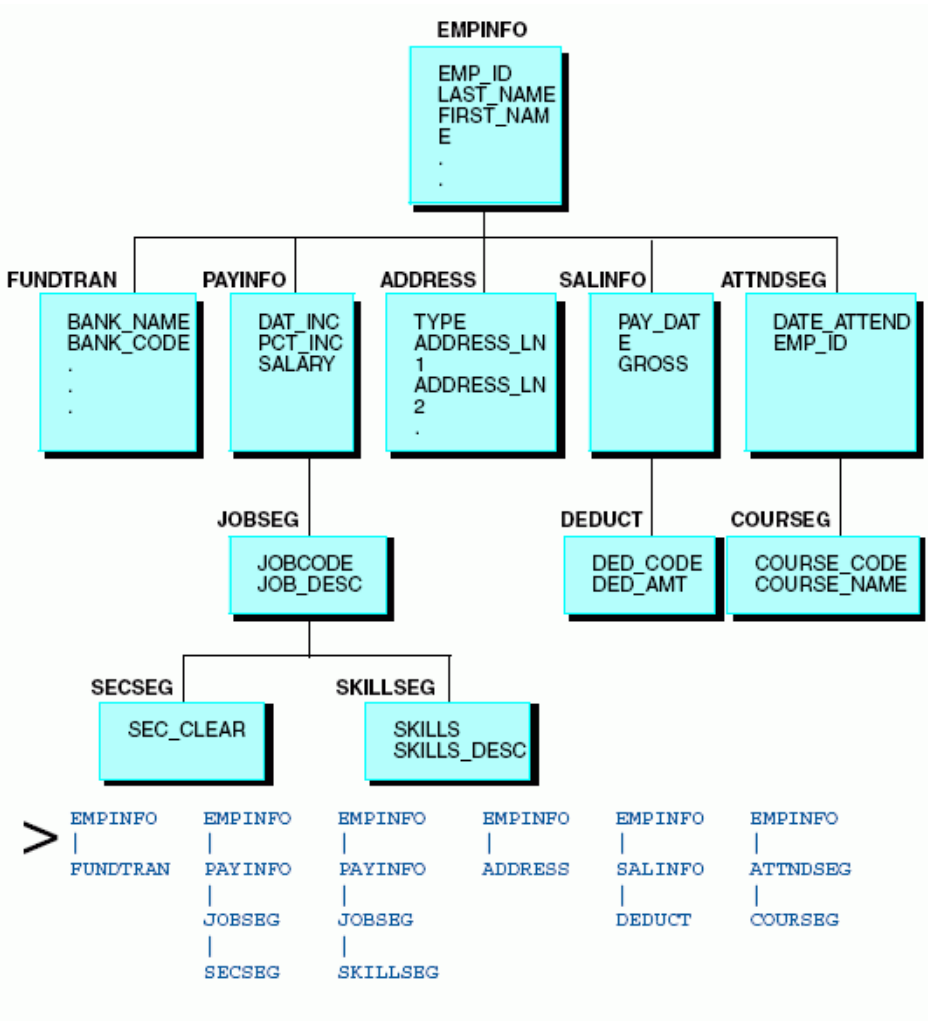 EMPINFO
EMP_ID
LAST_NAME
FIRST_NAM
E
.
.
FUNDTRAN
BANK_NAME
BANK_CODE
.
.
.
PAYINFO
DAT_INC
PCT_INC
SALARY
ADDRESS
TYPE
ADDRESS_LN
1
ADDRESS_LN
2
.
SALINFO
PAY_DAT
E
GROSS
ATTNDSEG
DATE_ATTEND
EMP_ID
JOBSEG
JOBCODE
JOB_DESC
DEDUCT
DED_CODE
DED_AMT
COURSEG
COURSE_CODE
COURSE_NAME
SECSEG
SEC_CLEAR
SKILLSEG
SKILLS
SKILLS_DESC
>
EMPINFO EMPINFO EMPINFO EMPINFO EMPINFO EMPINFO
| | | | | |
FUNDTRAN PAYINFO PAYINFO ADDRESS SALINFO ATTNDSEG
| | | |
JOBSEG JOBSEG DEDUCT COURSEG
| |
SECSEG SKILLSEG